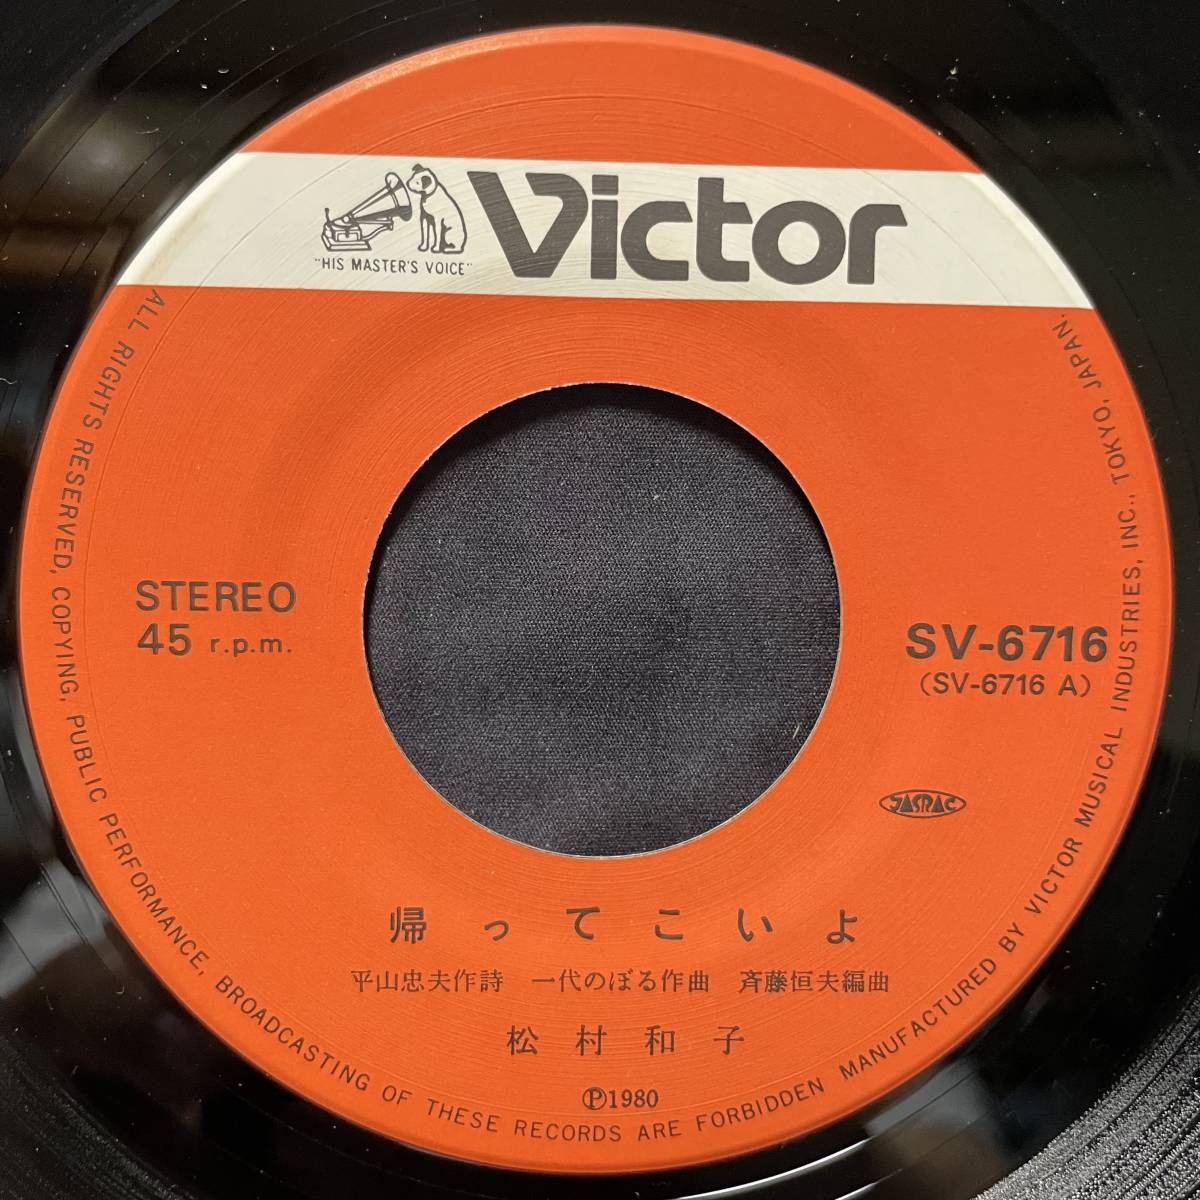 "HIS MASTER'S VOICE"
Victor
STEREO
45 r.p.m.
SV-6716
(SV-6716 A)
JASRAC
帰ってこいよ
平山忠夫作詩 一代のぼる作曲 斉藤恒夫編曲
松村和子
Ⓟ1980
ALL RIGHTS RESERVED, COPYING, PUBLIC PERFORMANCE, BROADCASTING OF THESE RECORDS ARE FORBIDDEN MANUFACTURED BY VICTOR MUSICAL INDUSTRIES, INC., TOKYO, JAPAN.